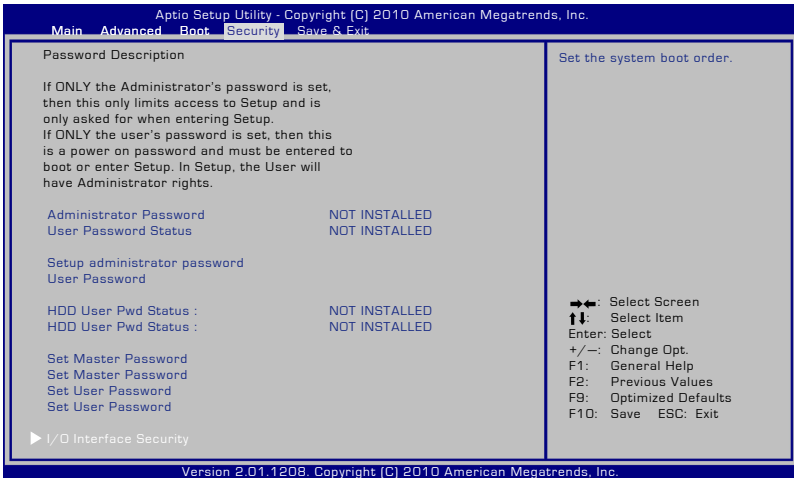 Aptio Setup Utility - Copyright (C) 2010 American Megatrends, Inc.
Main Advanced Boot Security Save & Exit
Password Description
If ONLY the Administrator's password is set,
then this only limits access to Setup and is
only asked for when entering Setup.
If ONLY the user's password is set, then this
is a power on password and must be entered to
boot or enter Setup. In Setup, the User will
have Administrator rights.
Administrator Password NOT INSTALLED
User Password Status NOT INSTALLED
Setup administrator password
User Password
HDD User Pwd Status : NOT INSTALLED
HDD User Pwd Status : NOT INSTALLED
Set Master Password
Set Master Password
Set User Password
Set User Password
I/O Interface Security
Set the system boot order.
→←: Select Screen
↑↓: Select Item
Enter: Select
+/—: Change Opt.
F1: General Help
F2: Previous Values
F9: Optimized Defaults
F10: Save ESC: Exit
Version 2.01.1208. Copyright (C) 2010 American Megatrends, Inc.